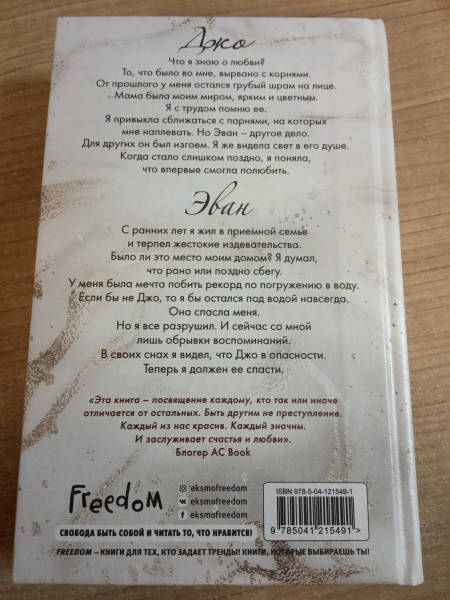 Джо
Что я знаю о любви?
То, что было во мне, вырвано с корнями.
От прошлого у меня остался грубый шрам на лице.
Мама была моим миром, ярким и цветным.
Я с трудом помню ее.
Я привыкла сближаться с парнями, на которых
мне наплевать. Но Эван – другое дело.
Для других он был изгоем. Я же видела свет в его душе.
Когда стало слишком поздно, я поняла,
что впервые смогла полюбить.
Эван
С ранних лет я жил в приемной семье
и терпел жестокие издевательства.
Было ли это место моим домом? Я думал,
что рано или поздно сбегу.
У меня была мечта побить рекорд по погружению в воду.
Если бы не Джо, то я бы остался под водой навсегда.
Она спасла меня.
Но я все разрушил. И сейчас со мной
лишь обрывки воспоминаний.
В своих снах я видел, что Джо в опасности.
Теперь я должен ее спасти.
«Эта книга – посвящение каждому, кто так или иначе
отличается от остальных. Быть другим не преступление.
Каждый из нас красив. Каждый значим.
И заслуживает счастья и любви».
Блогер AC Book
Freedom
eksmofreedom
eksmofreedom
eksmofreedom
ISBN 978-5-04-121549-1
9 785041 215491 >
СВОБОДА БЫТЬ СОБОЙ И ЧИТАТЬ ТО, ЧТО НРАВИТСЯ!
FREEDOM – КНИГИ ДЛЯ ТЕХ, КТО ЗАДАЕТ ТРЕНДЫ! КНИГИ, КОТОРЫЕ ВЫБИРАЕШЬ ТЫ!